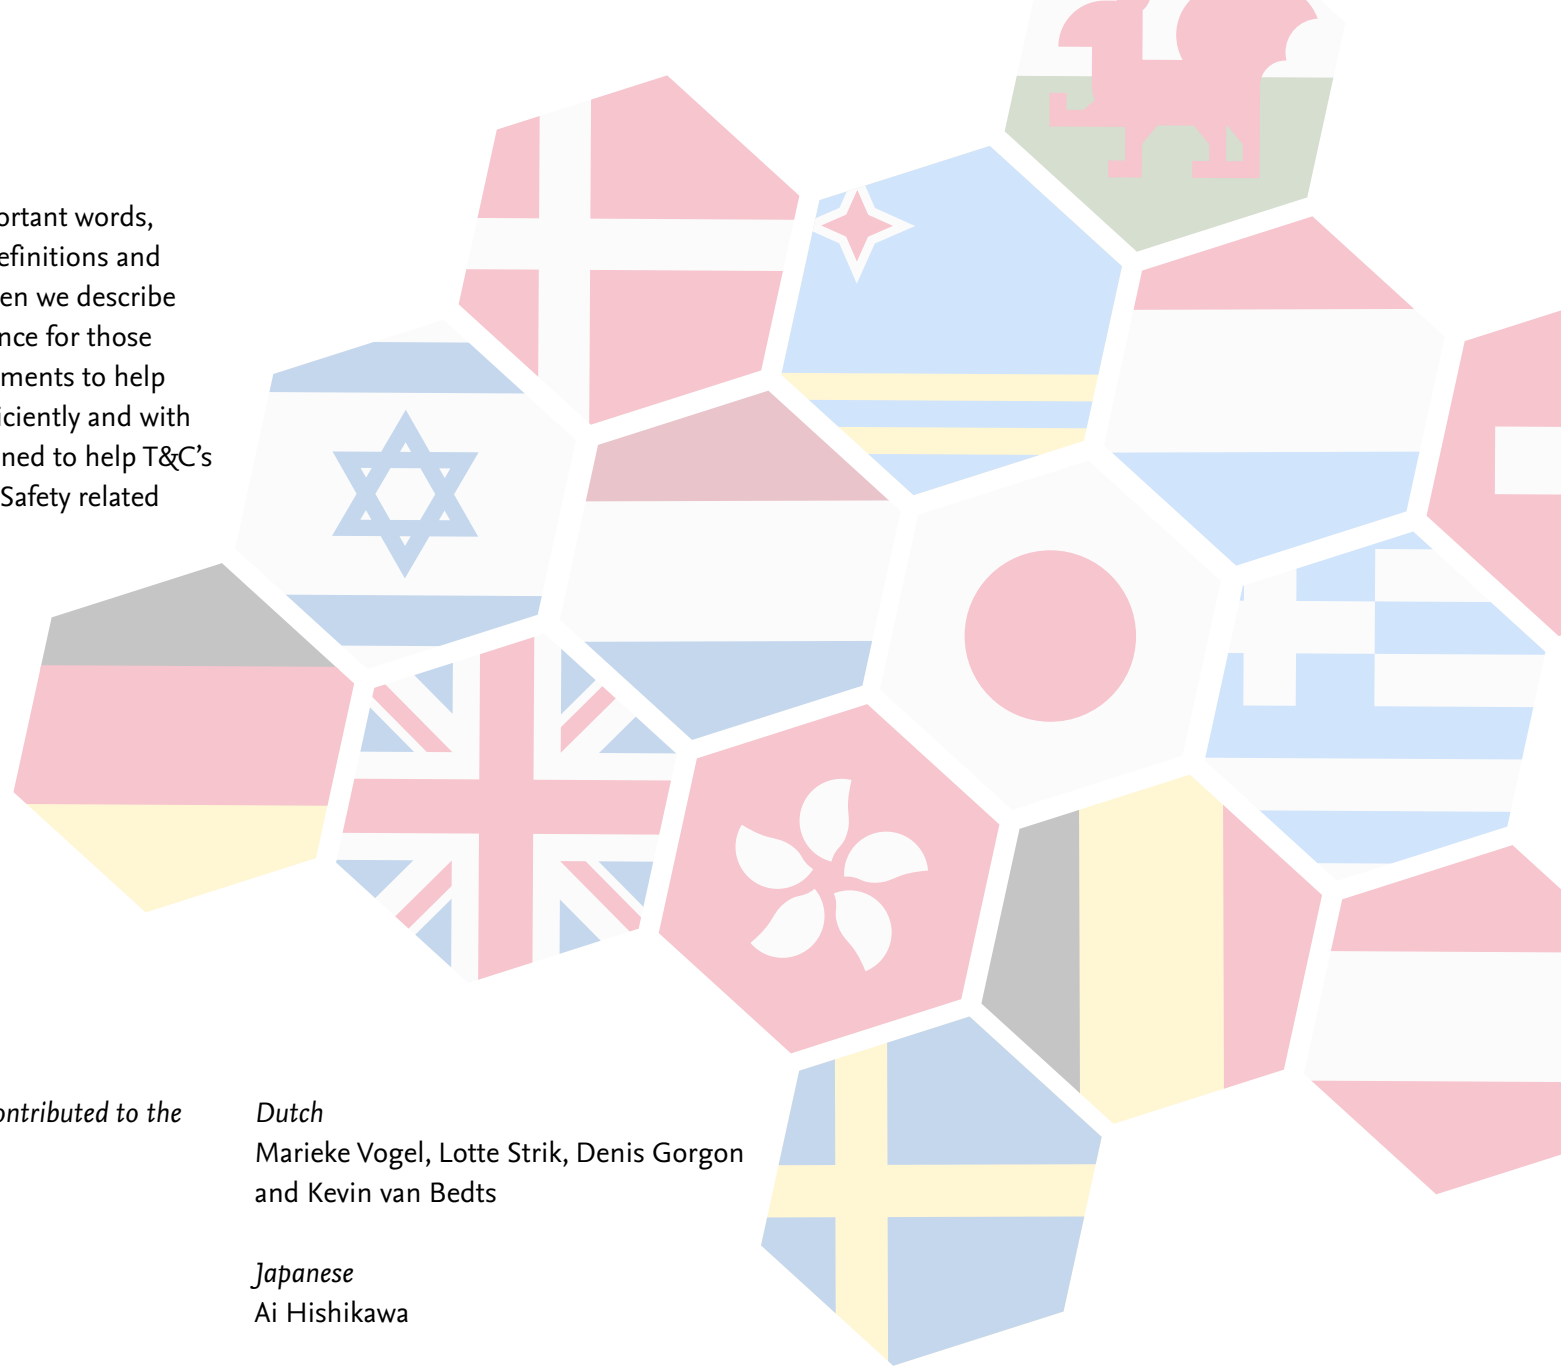 ortant words,
efinitions and
en we describe
nce for those
ments to help
iciently and with
ned to help T&C’s
Safety related
ontributed to the
Dutch
Marieke Vogel, Lotte Strik, Denis Gorgon
and Kevin van Bedts
Japanese
Ai Hishikawa